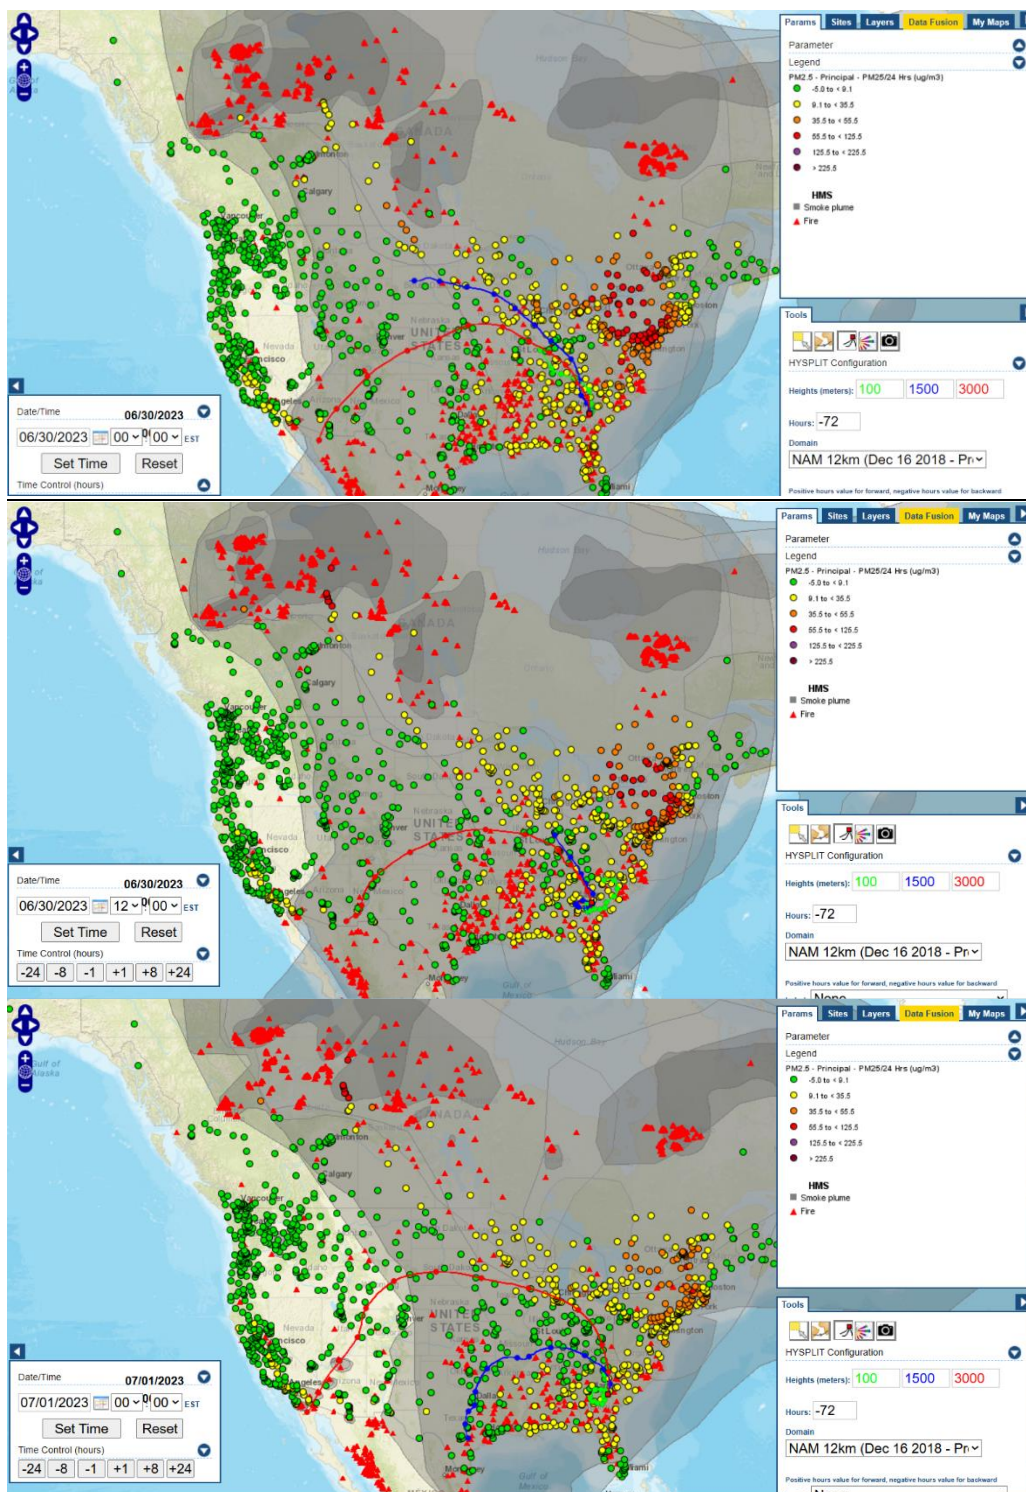 Params Sites Layers Data Fusion My Maps
Parameter
Legend
PM2.5 - Principal - PM25/24 Hrs (ug/m3)
-5.0 to < 9.1
9.1 to < 35.5
35.5 to < 55.5
55.5 to < 125.5
125.5 to < 225.5
> 225.5
HMS
Smoke plume
Fire
Hudson Bay
CANADA
Calgary
Vancouver
Nebraska
UNITED
STATES
Nevada
Miami
Tools
HYSPLIT Configuration
Heights (meters): 100 1500 3000
Hours: -72
Domain
NAM 12km (Dec 16 2018 - Pr
Positive hours value for forward, negative hours value for backward
Date/Time 06/30/2023
06/30/2023 00 00 EST
Set Time Reset
Time Control (hours)
Params Sites Layers Data Fusion My Maps
Parameter
Legend
PM2.5 - Principal - PM25/24 Hrs (ug/m3)
-5.0 to < 9.1
9.1 to < 35.5
35.5 to < 55.5
55.5 to < 125.5
125.5 to < 225.5
> 225.5
HMS
Smoke plume
Fire
Hudson Bay
CANADA
Calgary
Nebraska
STATES
Nevada
Gulf of
Mexico
Tools
HYSPLIT Configuration
Heights (meters): 100 1500 3000
Hours: -72
Domain
NAM 12km (Dec 16 2018 - Pr
Positive hours value for forward, negative hours value for backward
Date/Time 06/30/2023
06/30/2023 12 00 EST
Set Time Reset
Time Control (hours)
-24 -8 -1 +1 +8 +24
Params Sites Layers Data Fusion My Maps
Parameter
Legend
PM2.5 - Principal - PM25/24 Hrs (ug/m3)
-5.0 to < 9.1
9.1 to < 35.5
35.5 to < 55.5
55.5 to < 125.5
125.5 to < 225.5
> 225.5
HMS
Smoke plume
Fire
Gulf of
Alaska
Hudson Bay
CANADA
Calgary
Vancouver
Nebraska
STATES
Nevada
Gulf of
Tools
HYSPLIT Configuration
Heights (meters): 100 1500 3000
Hours: -72
Domain
NAM 12km (Dec 16 2018 - Pr
Positive hours value for forward, negative hours value for backward
Date/Time 07/01/2023
07/01/2023 00 00 EST
Set Time Reset
Time Control (hours)
-24 -8 -1 +1 +8 +24